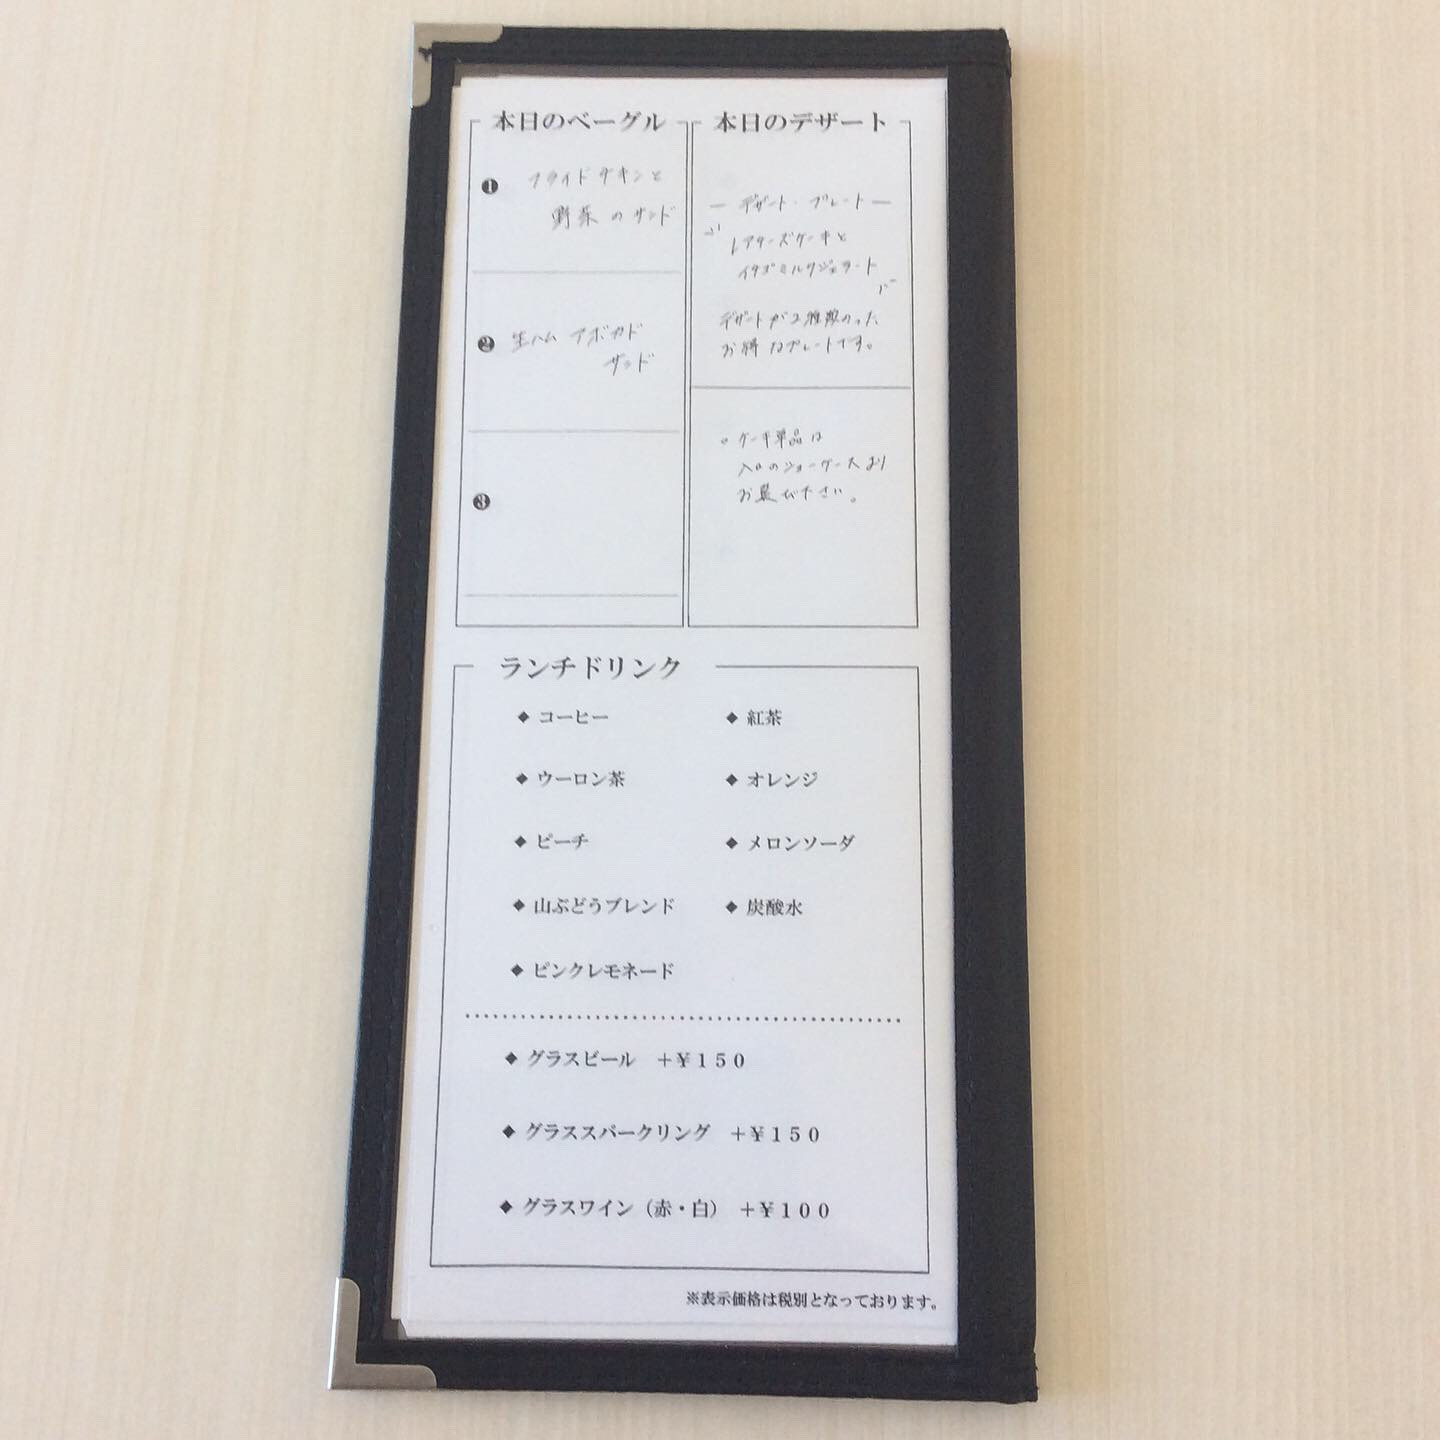 本日のベーグル
❶ フライドチキンと
野菜のサンド
❷ 生ハム アボカド
サンド
❸
本日のデザート
― デザート・プレート ―
レアチーズケーキと
イタリミルクジェラート
デザートが2種類のった
お得なプレートです。
○ ケーキ単品は
入口のショーケースより
お選び下さい。
ランチドリンク
◆ コーヒー ◆ 紅茶
◆ ウーロン茶 ◆ オレンジ
◆ ピーチ ◆ メロンソーダ
◆ 山ぶどうブレンド ◆ 炭酸水
◆ ピンクレモネード
◆ グラスビール +¥150
◆ グラススパークリング +¥150
◆ グラスワイン（赤・白） +¥100
※表示価格は税別となっております。